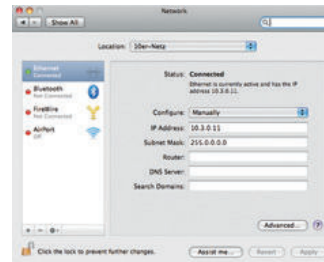 Network
Show All
Location: 10er-Netz
Ethernet
Connected
Bluetooth
Not Connected
FireWire
Not Connected
AirPort
Off
Status: Connected
Ethernet is currently active and has the IP
address 10.3.0.11.
Configure: Manually
IP Address: 10.3.0.11
Subnet Mask: 255.0.0.0
Router:
DNS Server:
Search Domains:
Advanced...
?
Click the lock to prevent further changes.
Assist me...
Revert
Apply